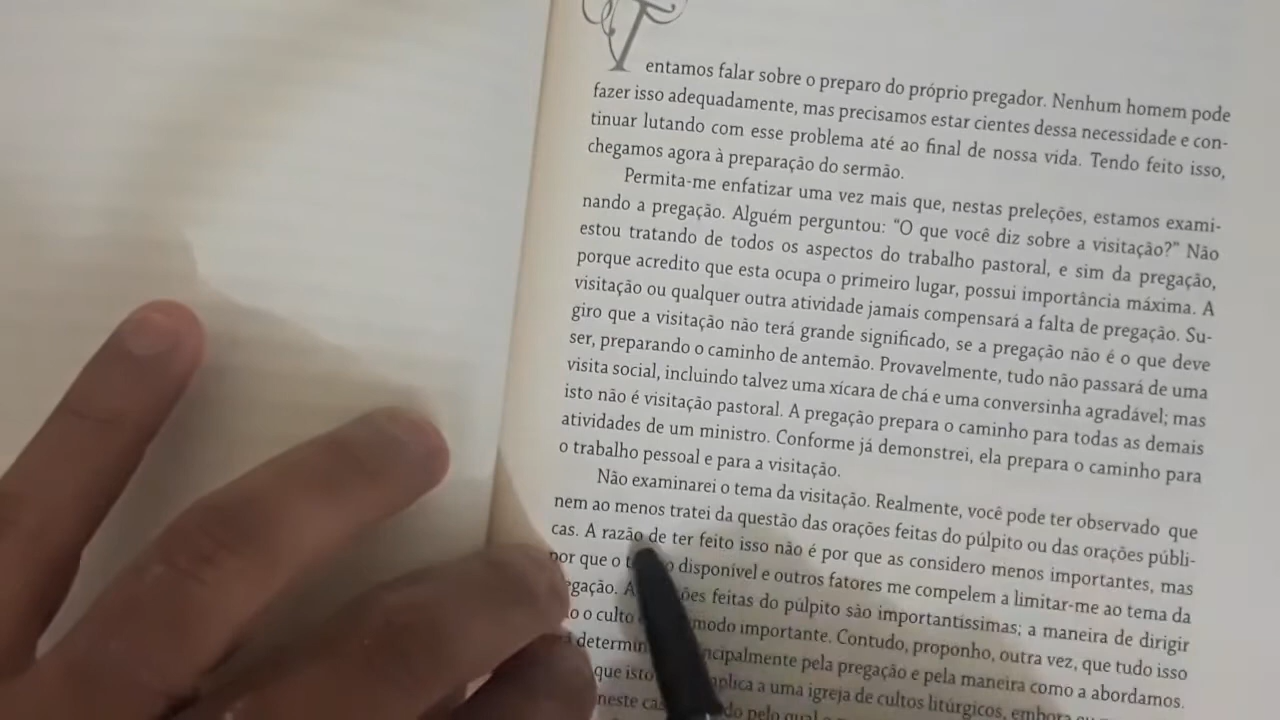 Tentamos falar sobre o preparo do próprio pregador. Nenhum homem pode
fazer isso adequadamente, mas precisamos estar cientes dessa necessidade e con-
tinuar lutando com esse problema até ao final de nossa vida. Tendo feito isso,
chegamos agora à preparação do sermão.
Permita-me enfatizar uma vez mais que, nestas preleções, estamos exami-
nando a pregação. Alguém perguntou: “O que você diz sobre a visitação?” Não
estou tratando de todos os aspectos do trabalho pastoral, e sim da pregação,
porque acredito que esta ocupa o primeiro lugar, possui importância máxima. A
visitação ou qualquer outra atividade jamais compensará a falta de pregação. Su-
giro que a visitação não terá grande significado, se a pregação não é o que deve
ser, preparando o caminho de antemão. Provavelmente, tudo não passará de uma
visita social, incluindo talvez uma xícara de chá e uma conversinha agradável; mas
isto não é visitação pastoral. A pregação prepara o caminho para todas as demais
atividades de um ministro. Conforme já demonstrei, ela prepara o caminho para
o trabalho pessoal e para a visitação.
Não examinarei o tema da visitação. Realmente, você pode ter observado que
nem ao menos tratei da questão das orações feitas do púlpito ou das orações públi-
cas. A razão de ter feito isso não é por que as considero menos importantes, mas
por que o disponível e outros fatores me compelem a limitar-me ao tema da
feitas do púlpito são importantíssimas; a maneira de dirigir
o culto modo importante. Contudo, proponho, outra vez, que tudo isso
pela pregação e pela maneira como a abordamos.
que isto a uma igreja de cultos litúrgicos, embora
neste pelo qual